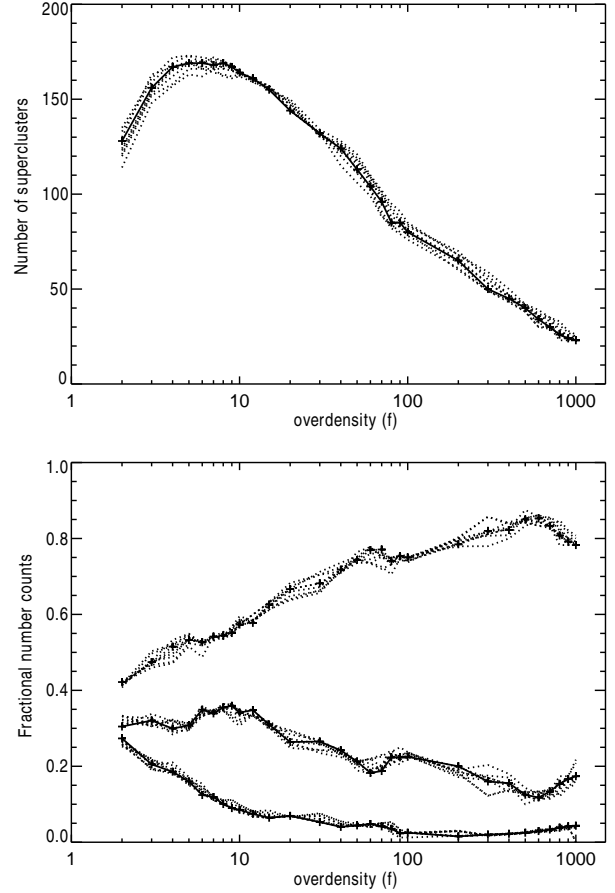 200
150
100
50
0
Number of superclusters
1 10 100 1000
overdensity (f)
1.0
0.8
0.6
0.4
0.2
0.0
Fractional number counts
1 10 100 1000
overdensity (f)